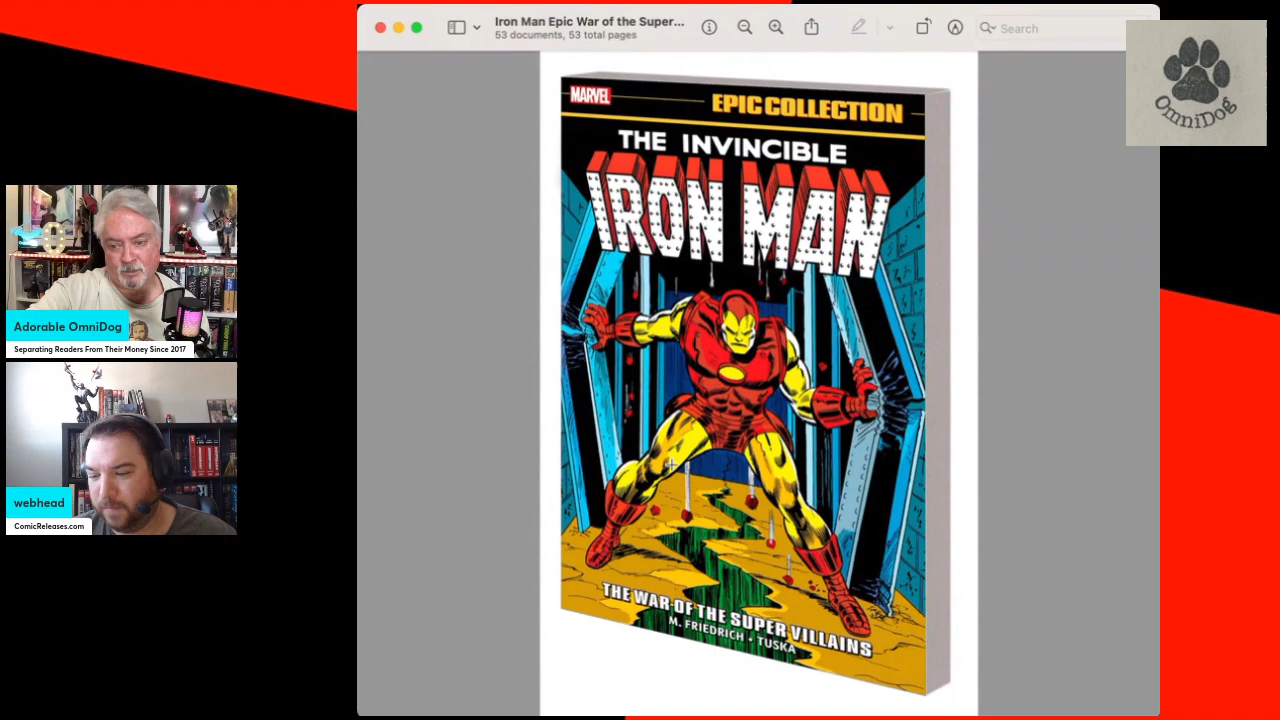 Iron Man Epic War of the Super...
53 documents, 53 total pages
Search
OmniDog
MARVEL
EPIC COLLECTION
THE INVINCIBLE
IRON MAN
THE WAR OF THE SUPER VILLAINS
M. FRIEDRICH • TUSKA
Adorable OmniDog
Separating Readers From Their Money Since 2017
webhead
ComicReleases.com